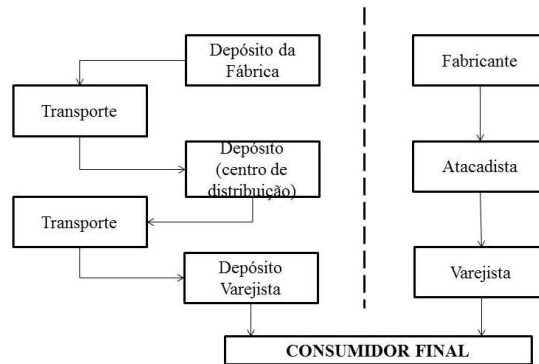 Depósito da
Fábrica
Fabricante
Transporte
Depósito
(centro de
distribuição)
Atacadista
Transporte
Depósito
Varejista
Varejista
CONSUMIDOR FINAL